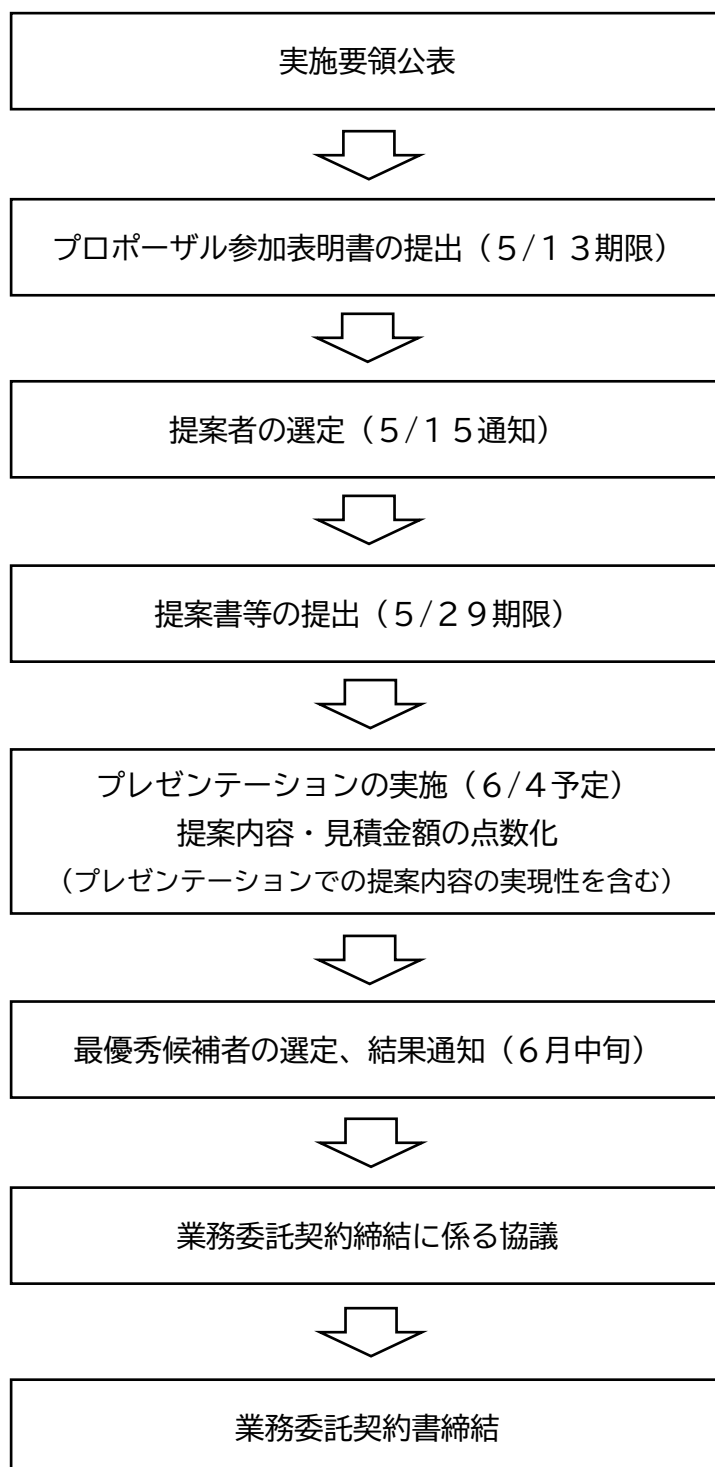 実施要領公表
プロポーザル参加表明書の提出（５/１３期限）
提案者の選定（５/１５通知）
提案書等の提出（５/２９期限）
プレゼンテーションの実施（６/４予定）
提案内容・見積金額の点数化
（プレゼンテーションでの提案内容の実現性を含む）
最優秀候補者の選定、結果通知（６月中旬）
業務委託契約締結に係る協議
業務委託契約書締結